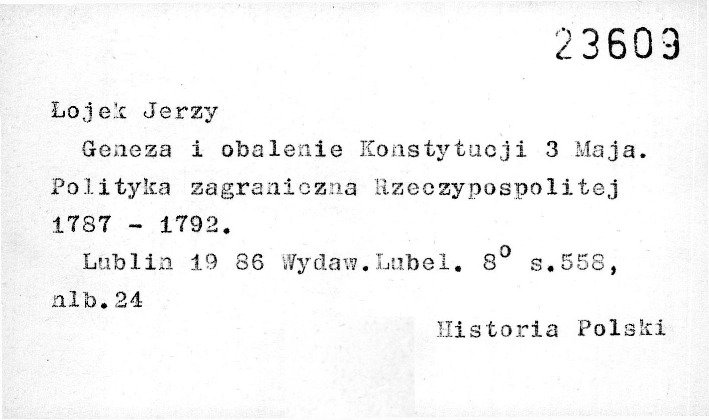 23609
Łojek Jerzy
Geneza i obalenie Konstytucji 3 Maja.
Polityka zagraniczna Rzeczypospolitej
1787 - 1792.
Lublin 19 86 Wydaw.Lubel. 8° s.558,
nlb.24
Historia Polski